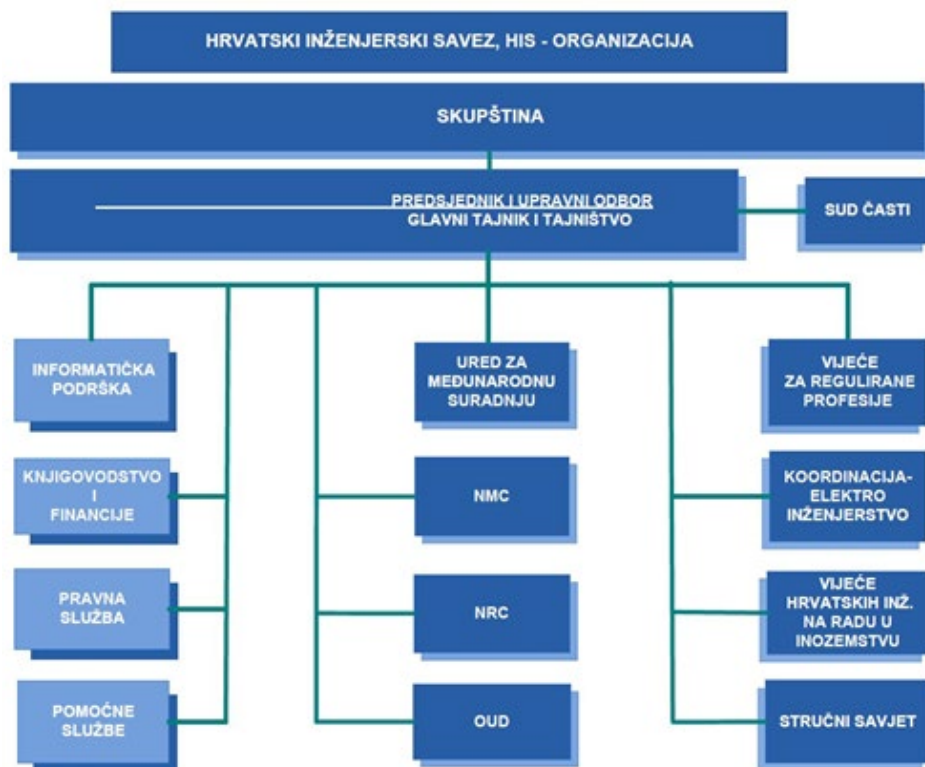 HRVATSKI INŽENJERSKI SAVEZ, HIS - ORGANIZACIJA
SKUPŠTINA
PREDSJEDNIK I UPRAVNI ODBOR
GLAVNI TAJNIK I TAJNIŠTVO
SUD ČASTI
INFORMATIČKA
PODRŠKA
URED ZA
MEĐUNARODNU
SURADNJU
VIJEĆE
ZA REGULIRANE
PROFESIJE
KNJIGOVODSTVO
I
FINANCIJE
NMC
KOORDINACIJA-
ELEKTRO
INŽENJERSTVO
PRAVNA
SLUŽBA
NRC
VIJEĆE
HRVATSKIH INŽ.
NA RADU U
INOZEMSTVU
POMOĆNE
SLUŽBE
OUD
STRUČNI SAVJET